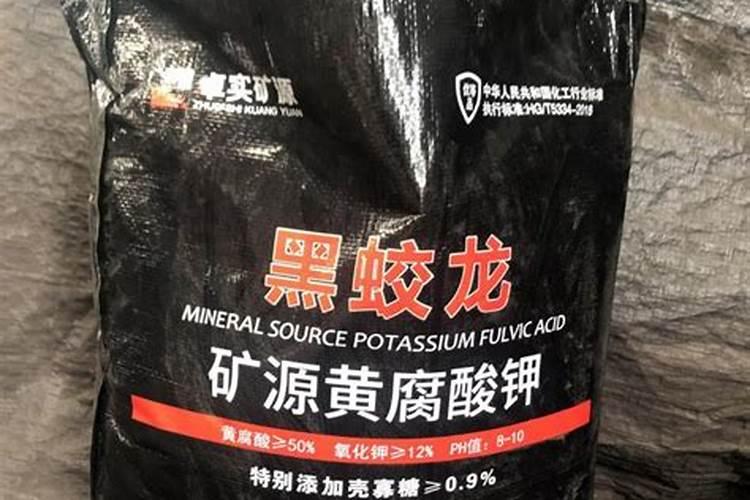 卓实矿源
ZHUOSHI KUANG YUAN
优等品
中华人民共和国化工行业标准
执行标准:HG/T5334-2018
黑蛟龙
MINERAL SOURCE POTASSIUM FULVIC ACID
矿源黄腐酸钾
黄腐酸≥50% 氧化钾≥12% PH值：8-10
特别添加壳寡糖≥0.9%